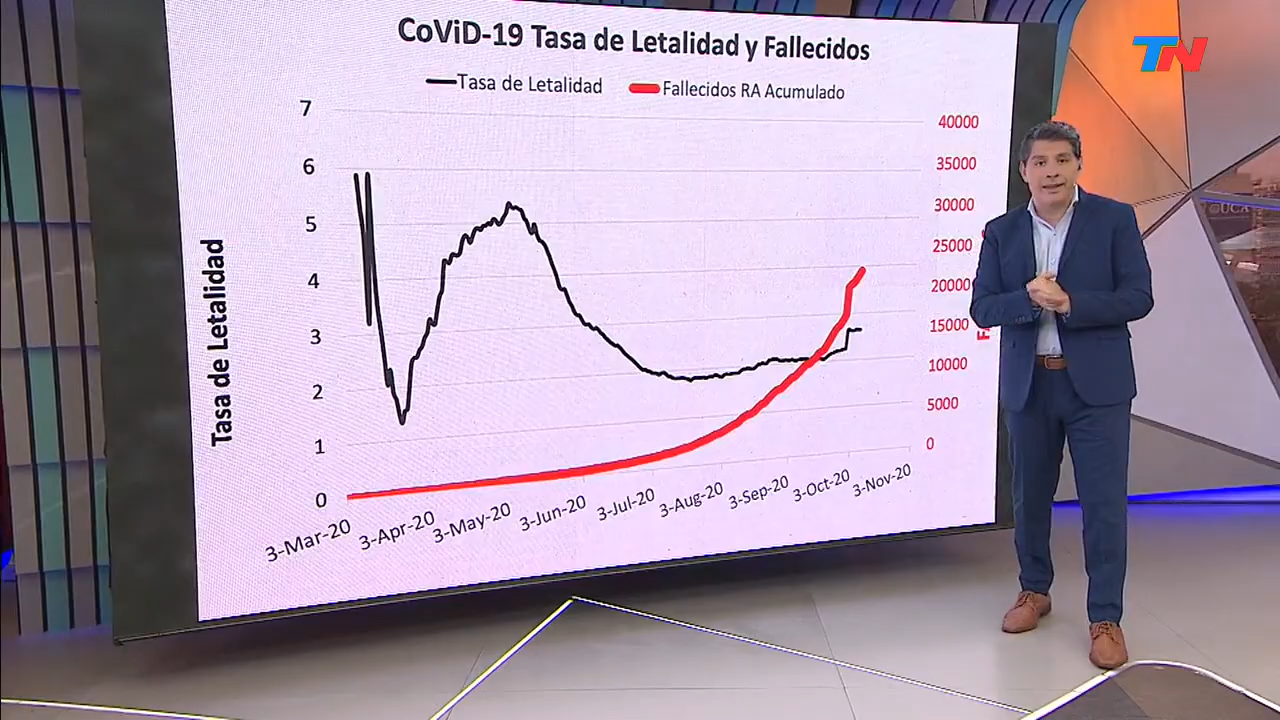 CoViD-19 Tasa de Letalidad y Fallecidos
TN
Tasa de Letalidad
Fallecidos RA Acumulado
7
6
5
4
3
2
1
0
Tasa de Letalidad
40000
35000
30000
25000
20000
15000
10000
5000
0
3-Mar-20
3-Apr-20
3-May-20
3-Jun-20
3-Jul-20
3-Aug-20
3-Sep-20
3-Oct-20
3-Nov-20
UCA